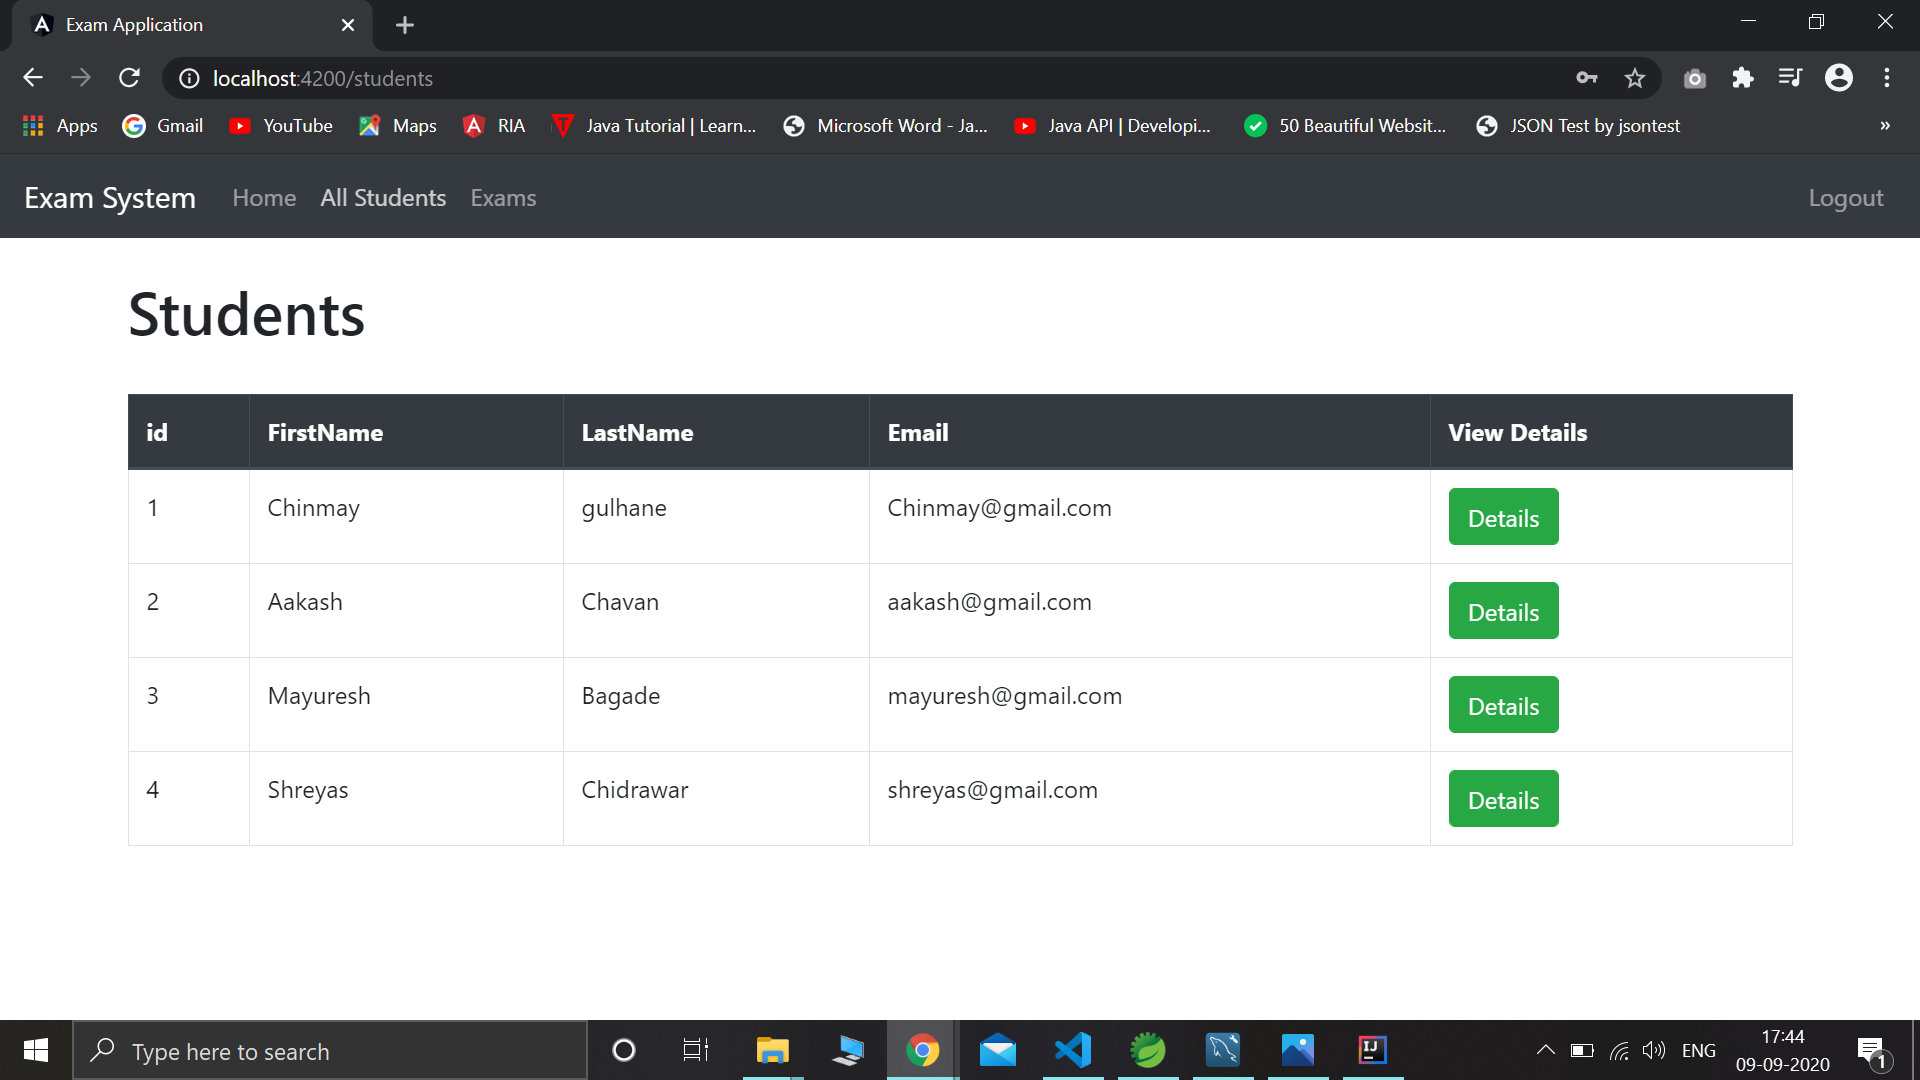 Exam Application
localhost:4200/students
Apps Gmail YouTube Maps RIA Java Tutorial | Learn... Microsoft Word - Ja... Java API | Developi... 50 Beautiful Websit... JSON Test by jsontest »
Exam System Home All Students Exams Logout
Students
id FirstName LastName Email View Details
1 Chinmay gulhane Chinmay@gmail.com Details
2 Aakash Chavan aakash@gmail.com Details
3 Mayuresh Bagade mayuresh@gmail.com Details
4 Shreyas Chidrawar shreyas@gmail.com Details
Type here to search
IJ
ENG
17:44
09-09-2020
1